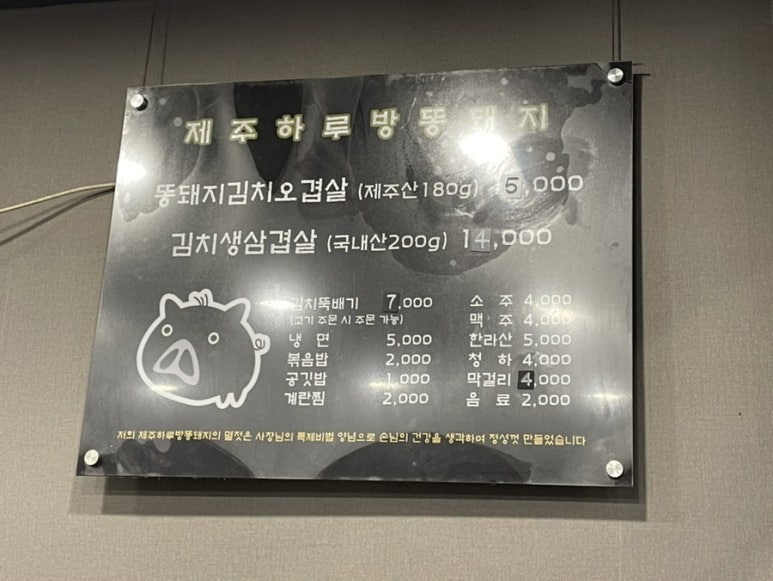 제주하루방똥돼지
똥돼지김치오겹살 (제주산180g) 15,000
김치생삼겹살 (국내산200g) 14,000
김치뚝배기 7,000
(고기 주문 시 주문 가능)
냉면 5,000
볶음밥 2,000
공깃밥 1,000
계란찜 2,000
소주 4,000
맥주 4,000
한라산 5,000
청하 4,000
막걸리 4,000
음료 2,000
저희 제주하루방똥돼지의 멜젓은 사장님의 특제비법 양념으로 손님의 건강을 생각하여 정성껏 만들었습니다